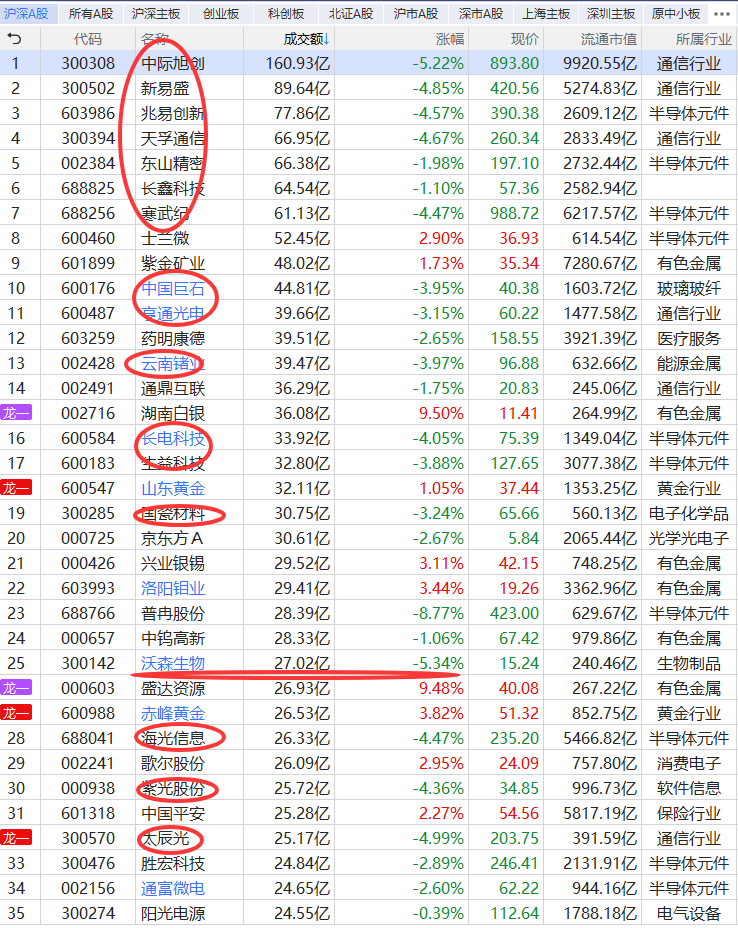 沪深A股 所有A股 沪深主板 创业板 科创板 北证A股 沪市A股 深市A股 上海主板 深圳主板 原中小板
代码 名称 成交额↓ 涨幅 现价 流通市值 所属行业
1 300308 中际旭创 160.93亿 -5.22% 893.80 9920.55亿 通信行业
2 300502 新易盛 89.64亿 -4.85% 420.56 5274.83亿 通信行业
3 603986 兆易创新 77.86亿 -4.57% 390.38 2609.12亿 半导体元件
4 300394 天孚通信 66.95亿 -4.67% 260.34 2833.49亿 通信行业
5 002384 东山精密 66.38亿 -1.98% 197.10 2732.44亿 半导体元件
6 688825 长鑫科技 64.54亿 -1.10% 57.36 2582.94亿
7 688256 寒武纪 61.13亿 -4.47% 988.72 6217.57亿 半导体元件
8 600460 士兰微 52.45亿 2.90% 36.93 614.54亿 半导体元件
9 601899 紫金矿业 48.02亿 1.73% 35.34 7280.67亿 有色金属
10 600176 中国巨石 44.81亿 -3.95% 40.38 1603.72亿 玻璃玻纤
11 600487 亨通光电 39.66亿 -3.15% 60.22 1477.58亿 通信行业
12 603259 药明康德 39.51亿 -2.65% 158.55 3921.39亿 医疗服务
13 002428 云南锗业 39.47亿 -3.97% 96.88 632.66亿 能源金属
14 002491 通鼎互联 36.29亿 -1.75% 20.83 245.06亿 通信行业
龙一 002716 湖南白银 36.08亿 9.50% 11.41 264.99亿 有色金属
16 600584 长电科技 33.92亿 -4.05% 75.39 1349.04亿 半导体元件
17 600183 生益科技 32.80亿 -3.88% 127.65 3077.38亿 半导体元件
龙一 600547 山东黄金 32.11亿 1.05% 37.44 1353.25亿 黄金行业
19 300285 国瓷材料 30.75亿 -3.24% 65.66 560.13亿 电子化学品
20 000725 京东方A 30.61亿 -2.67% 5.84 2065.44亿 光学光电子
21 000426 兴业银锡 29.52亿 3.11% 42.15 748.25亿 有色金属
22 603993 洛阳钼业 29.41亿 3.44% 19.26 3362.96亿 有色金属
23 688766 普冉股份 28.39亿 -8.77% 423.00 629.67亿 半导体元件
24 000657 中钨高新 28.33亿 -1.06% 67.42 979.86亿 有色金属
25 300142 沃森生物 27.02亿 -5.34% 15.24 240.46亿 生物制品
龙一 000603 盛达资源 26.93亿 9.48% 40.08 267.22亿 有色金属
龙一 600988 赤峰黄金 26.53亿 3.82% 51.32 852.75亿 黄金行业
28 688041 海光信息 26.33亿 -4.47% 235.20 5466.82亿 半导体元件
29 002241 歌尔股份 26.09亿 2.95% 24.09 757.80亿 消费电子
30 000938 紫光股份 25.72亿 -4.36% 34.85 996.73亿 软件信息
31 601318 中国平安 25.28亿 2.27% 54.56 5817.19亿 保险行业
龙一 300570 太辰光 25.17亿 -4.99% 203.75 391.59亿 通信行业
33 300476 胜宏科技 24.84亿 -2.89% 246.41 2131.91亿 半导体元件
34 002156 通富微电 24.65亿 -2.60% 62.22 944.16亿 半导体元件
35 300274 阳光电源 24.55亿 -0.39% 112.64 1788.18亿 电气设备